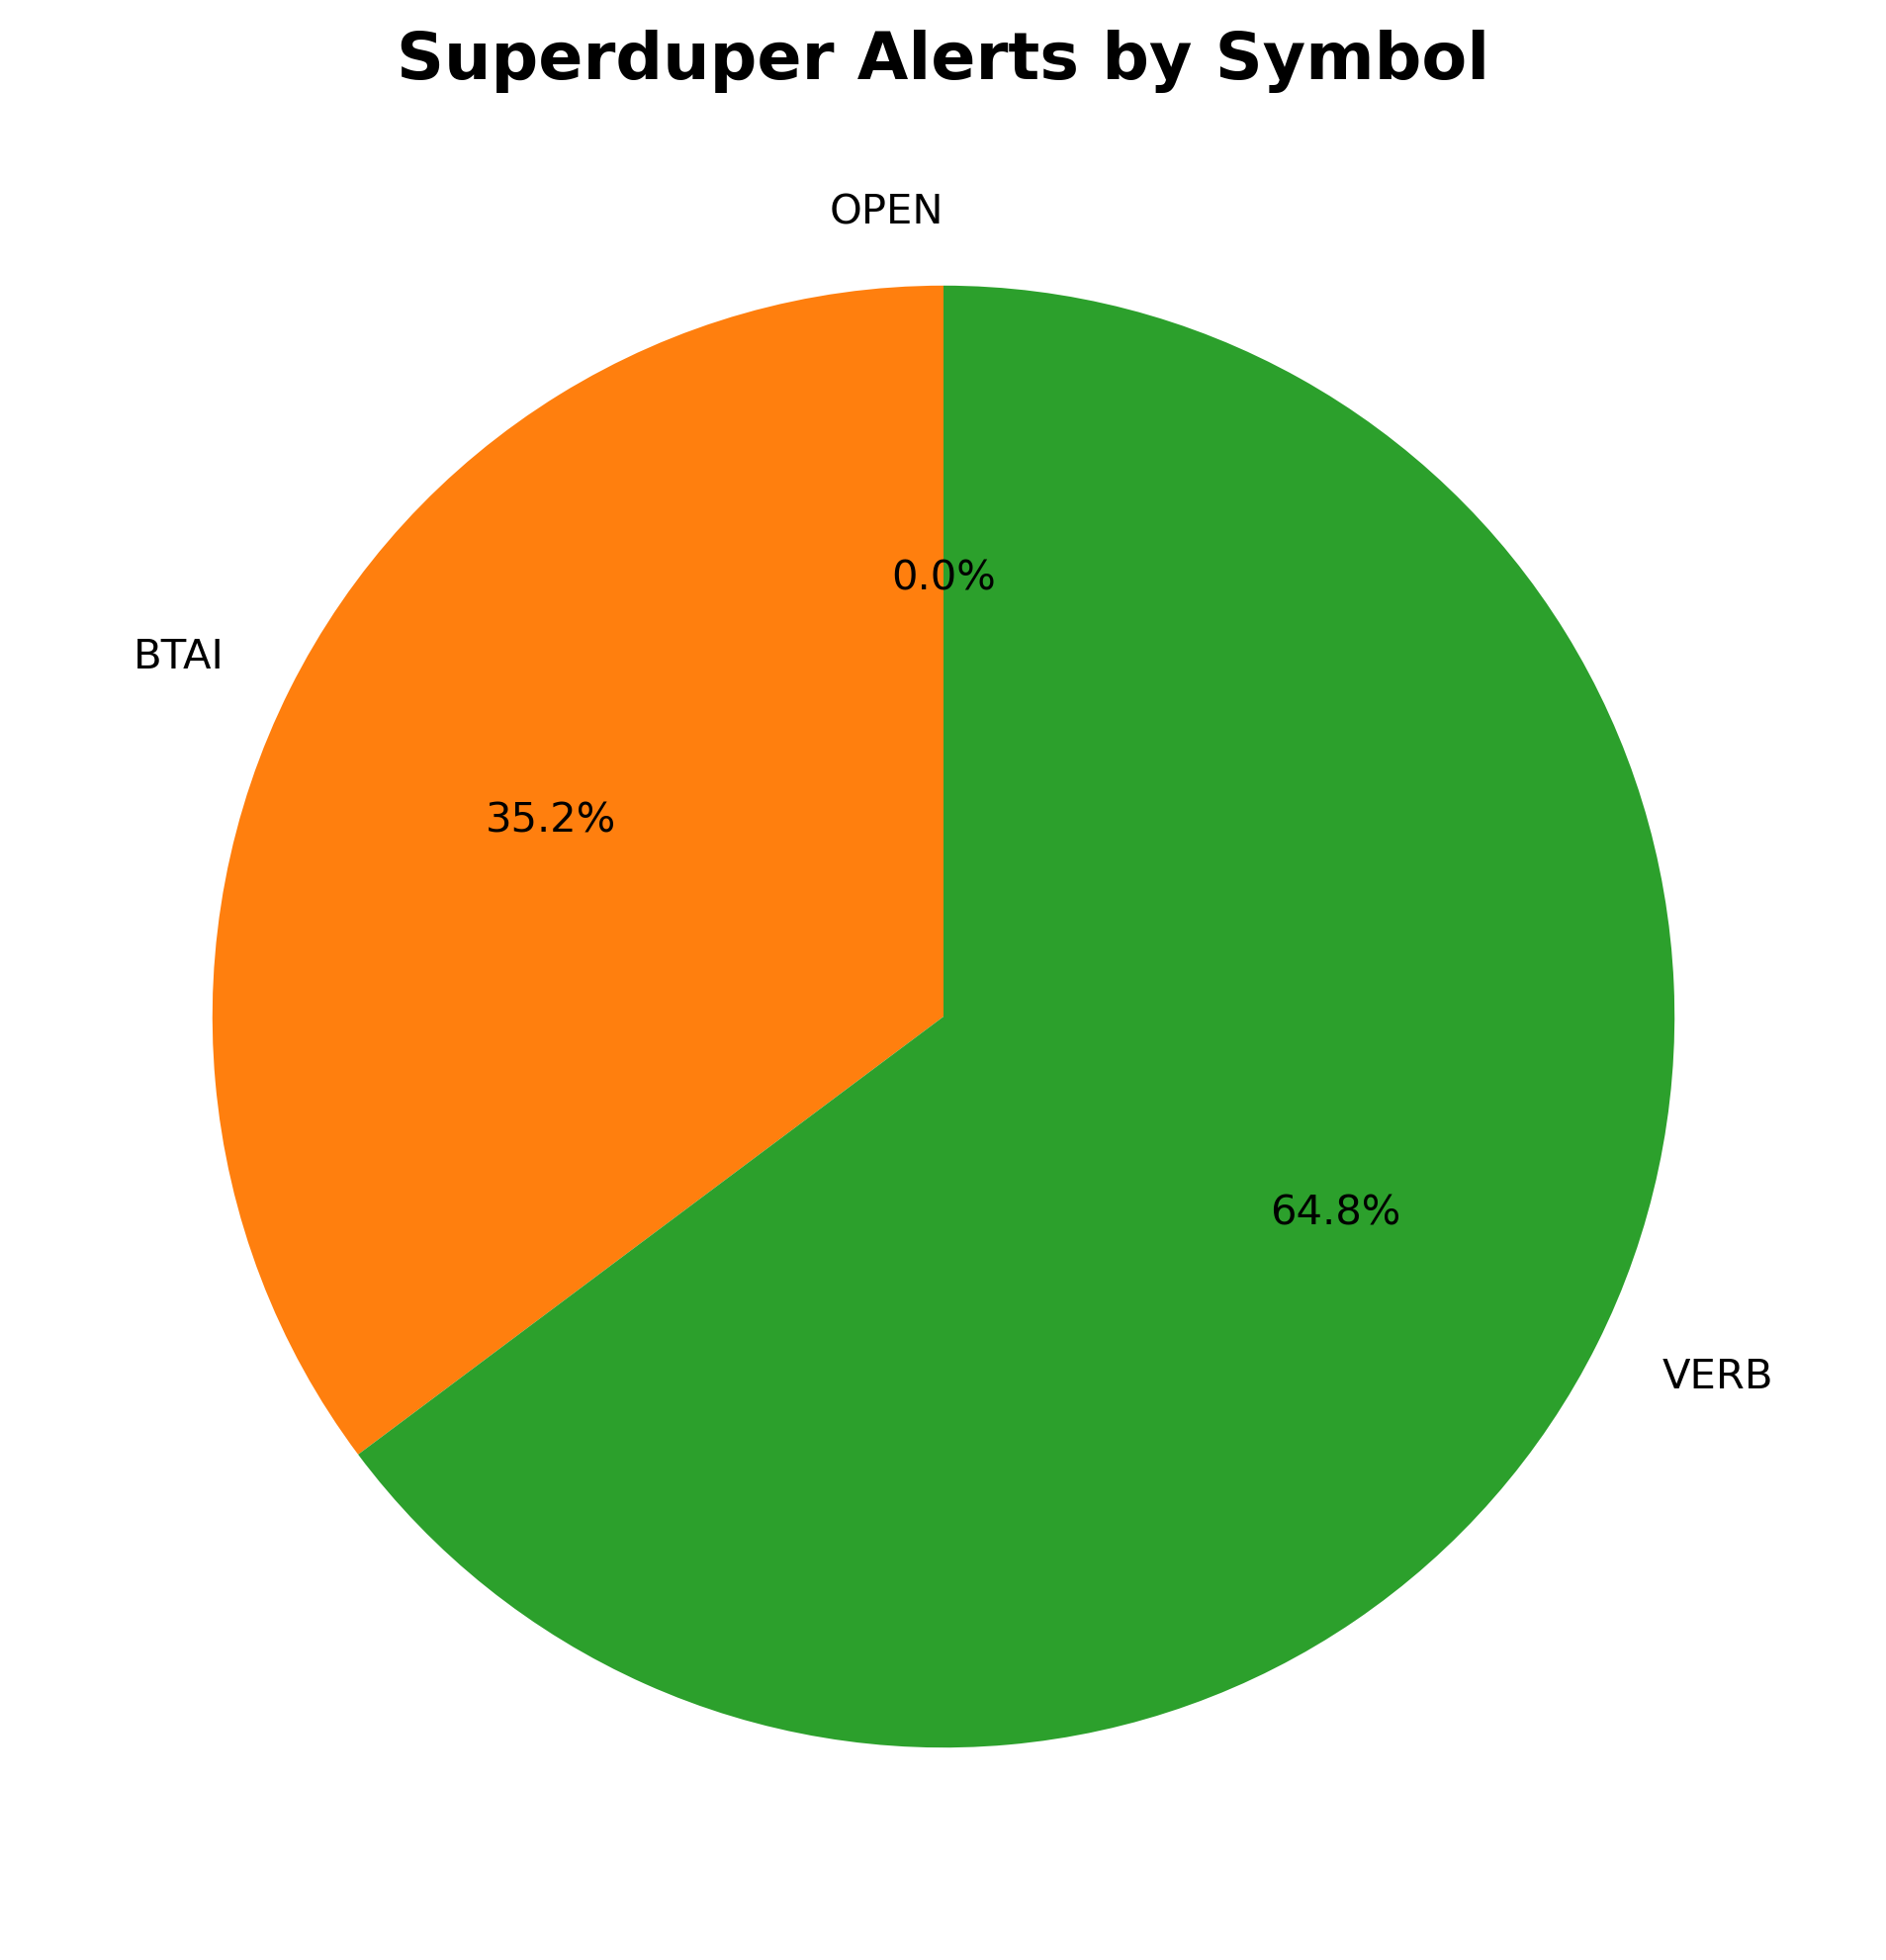 Superduper Alerts by Symbol
OPEN
0.0%
BTAI
35.2%
64.8%
VERB